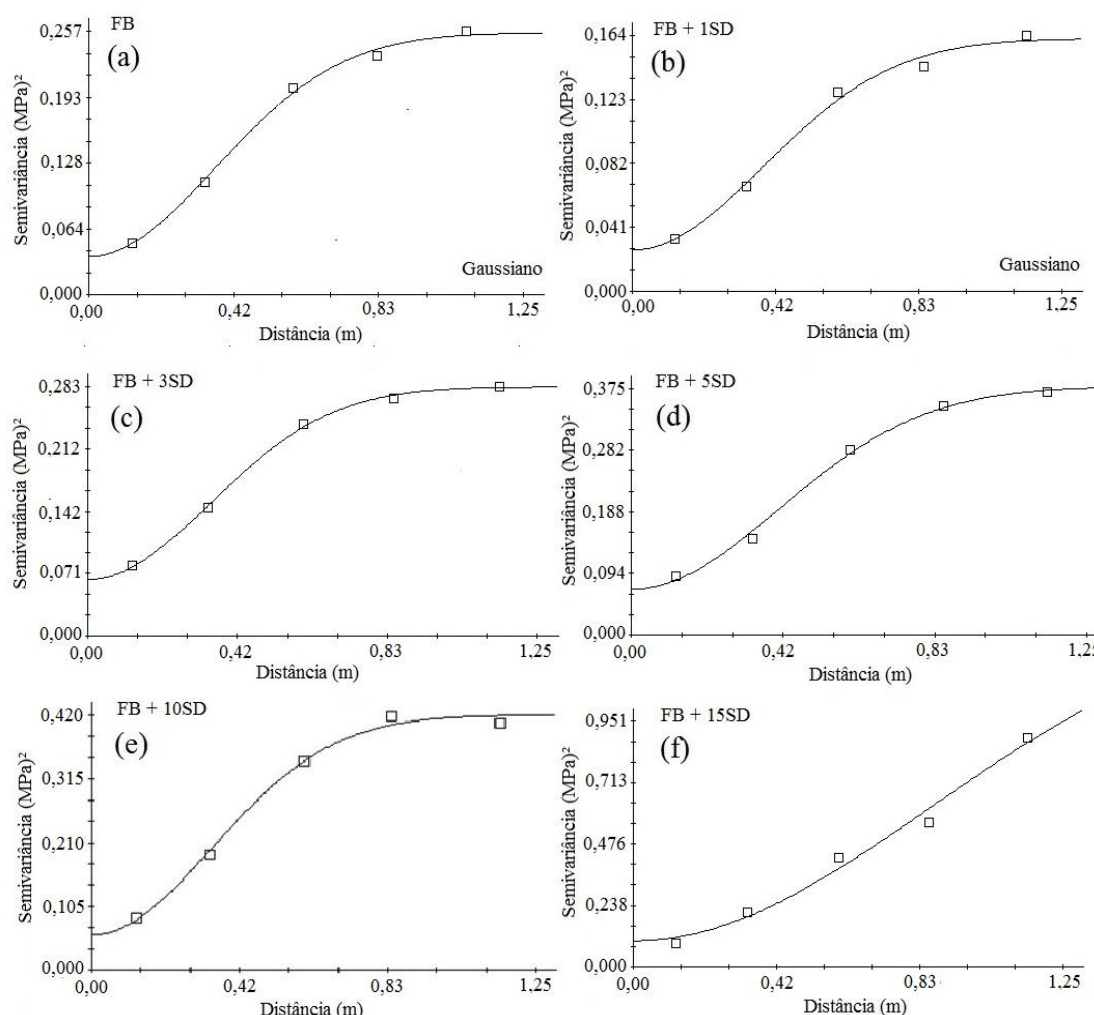 FB
(a)
Semivariância (MPa)²
0,257
0,193
0,128
0,064
0,000
0,00 0,42 0,83 1,25
Distância (m)
Gaussiano
FB + 1SD
(b)
Semivariância (MPa)²
0,164
0,123
0,082
0,041
0,000
0,00 0,42 0,83 1,25
Distância (m)
Gaussiano
FB + 3SD
(c)
Semivariância (MPa)²
0,283
0,212
0,142
0,071
0,000
0,00 0,42 0,83 1,25
Distância (m)
FB + 5SD
(d)
Semivariância (MPa)²
0,375
0,282
0,188
0,094
0,000
0,00 0,42 0,83 1,25
Distância (m)
FB + 10SD
(e)
Semivariância (MPa)²
0,420
0,315
0,210
0,105
0,000
0,00 0,42 0,83 1,25
Distância (m)
FB + 15SD
(f)
Semivariância (MPa)²
0,951
0,713
0,476
0,238
0,000
0,00 0,42 0,83 1,25
Distância (m)